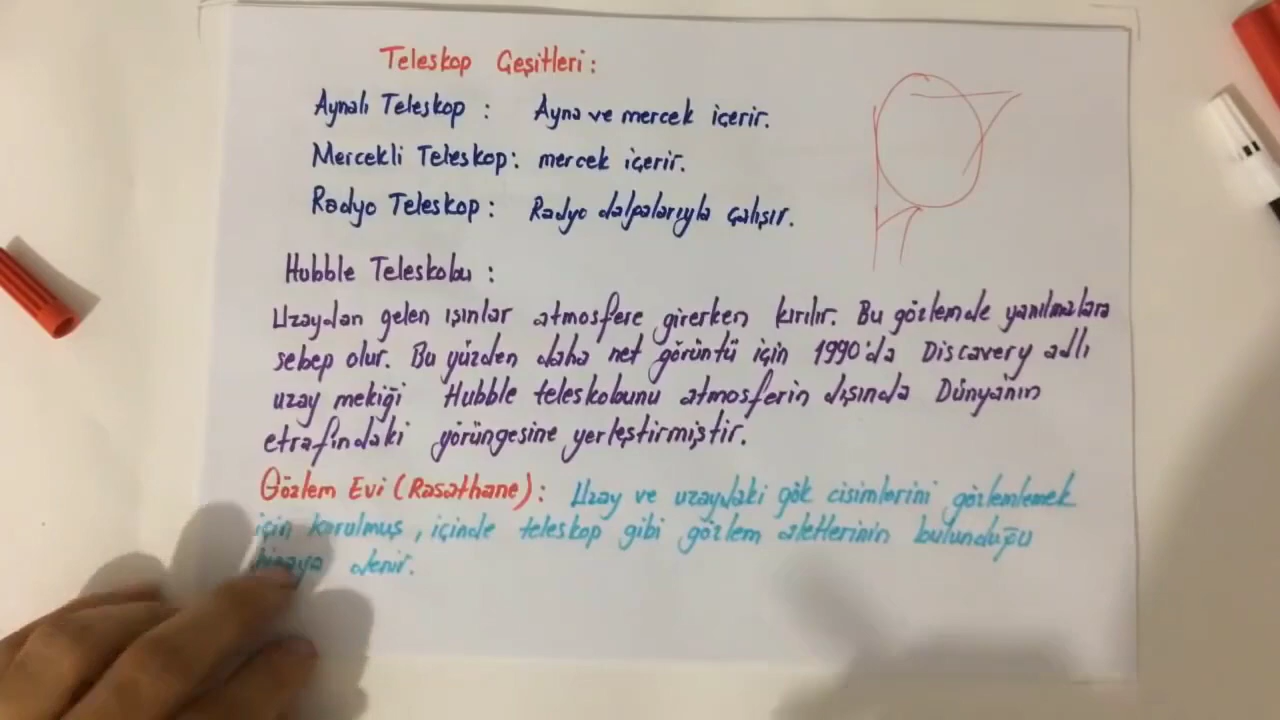 Teleskop Çeşitleri:
Aynalı Teleskop : Ayna ve mercek içerir.
Mercekli Teleskop: mercek içerir.
Radyo Teleskop: Radyo dalgalarıyla çalışır.
Hubble Teleskobu :
Uzaydan gelen ışınlar atmosfere girerken kırılır. Bu gözlemde yanılmalara
sebep olur. Bu yüzden daha net görüntü için 1990'da Discavery adlı
uzay mekiği Hubble teleskobunu atmosferin dışında Dünyanın
etrafındaki yörüngesine yerleştirmiştir.
Gözlem Evi (Rasathane): Uzay ve uzaydaki gök cisimlerini gözlemlemek
için kurulmuş, içinde teleskop gibi gözlem aletlerinin bulunduğu
binaya denir.